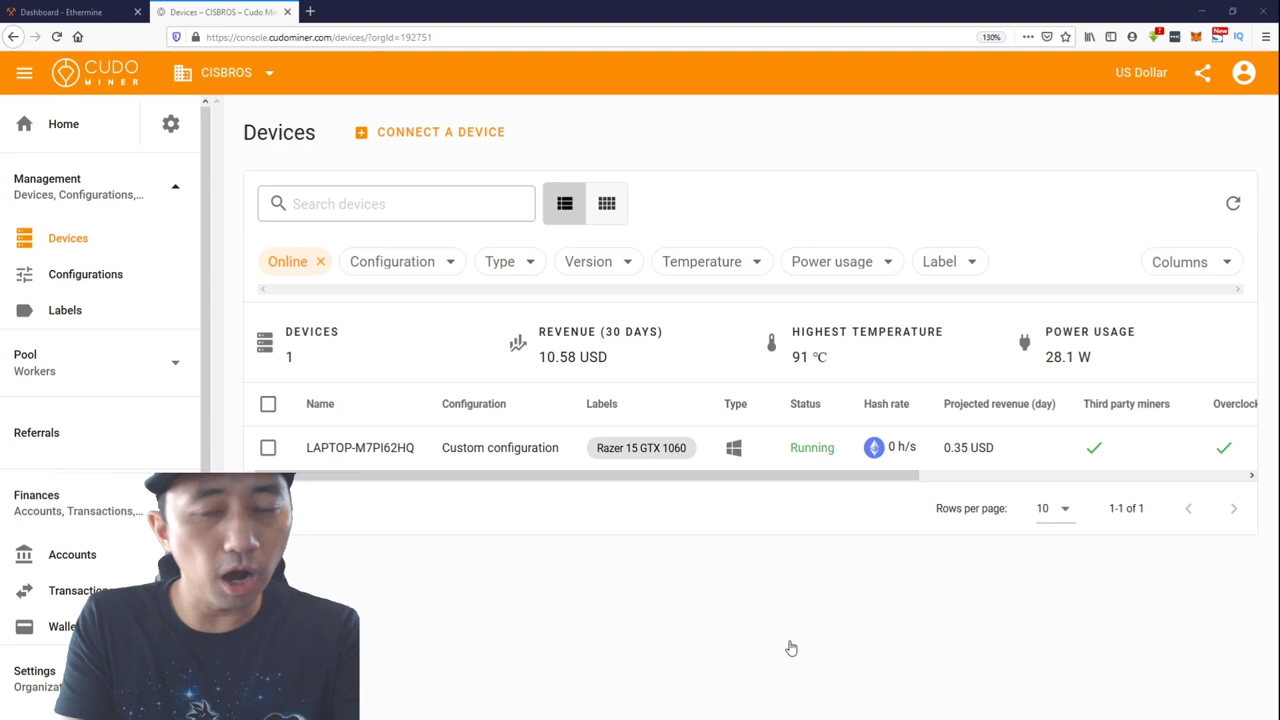 Dashboard - Ethermine
Devices – CISBROS – Cudo Mi
https://console.cudominer.com/devices/?orgId=192751
130%
New
CUDO
MINER
CISBROS
US Dollar
Home
Management
Devices, Configurations,...
Devices
Configurations
Labels
Pool
Workers
Referrals
Finances
Accounts, Transactions,...
Accounts
Settings
Devices
CONNECT A DEVICE
Search devices
Online
Configuration
Type
Version
Temperature
Power usage
Label
Columns
DEVICES
1
REVENUE (30 DAYS)
10.58 USD
HIGHEST TEMPERATURE
91 °C
POWER USAGE
28.1 W
Name Configuration Labels Type Status Hash rate Projected revenue (day) Third party miners Overclock
LAPTOP-M7PI62HQ Custom configuration Razer 15 GTX 1060 Running 0 h/s 0.35 USD
Rows per page: 10 1-1 of 1